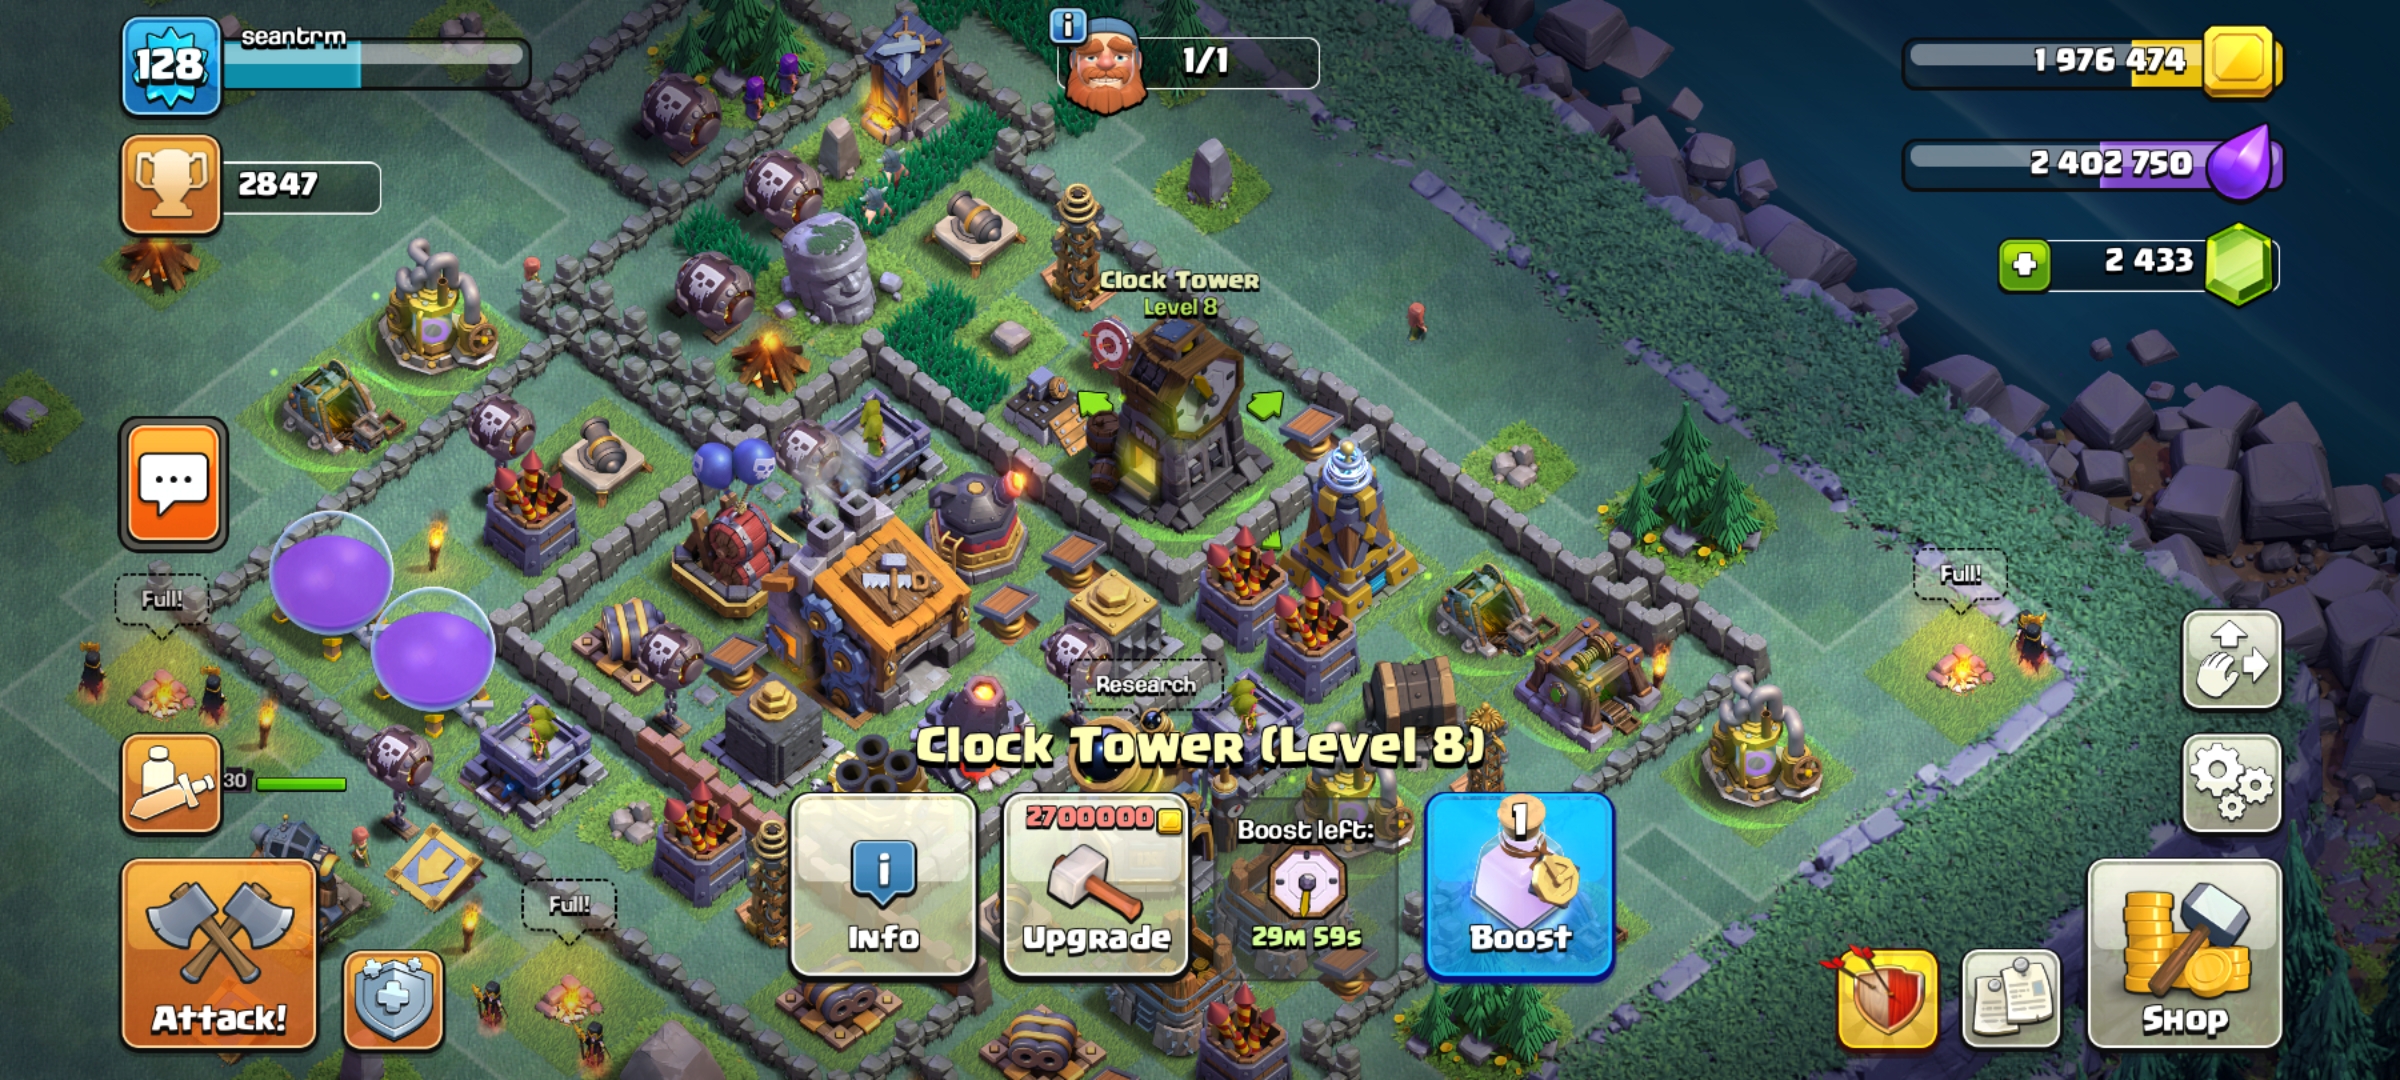 128
seantrm
1/1
1 976 474
2847
2 402 750
2 433
Clock Tower
Level 8
Full!
Full!
Research
Clock Tower (Level 8)
30
2700000
Boost left:
1
Full!
Info
Upgrade
29M 59s
Boost
Attack!
Shop